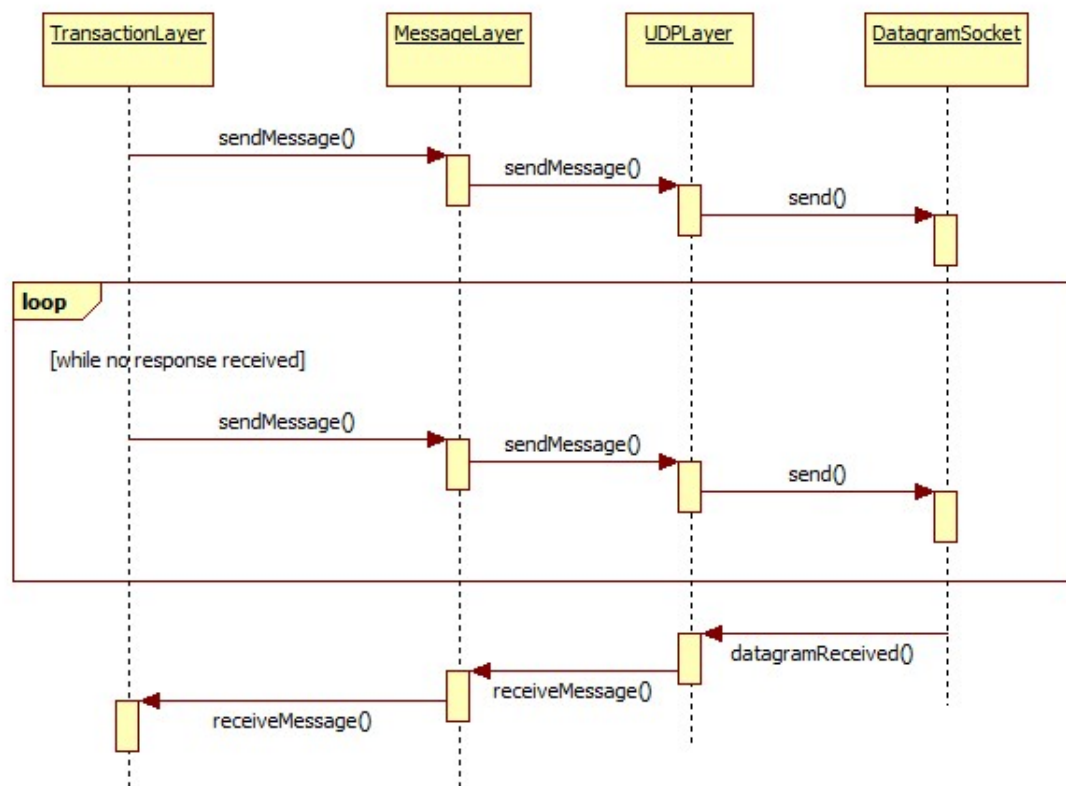 TransactionLayer
MessageLayer
UDPLayer
DatagramSocket
sendMessage()
sendMessage()
send()
loop
[while no response received]
sendMessage()
sendMessage()
send()
datagramReceived()
receiveMessage()
receiveMessage()